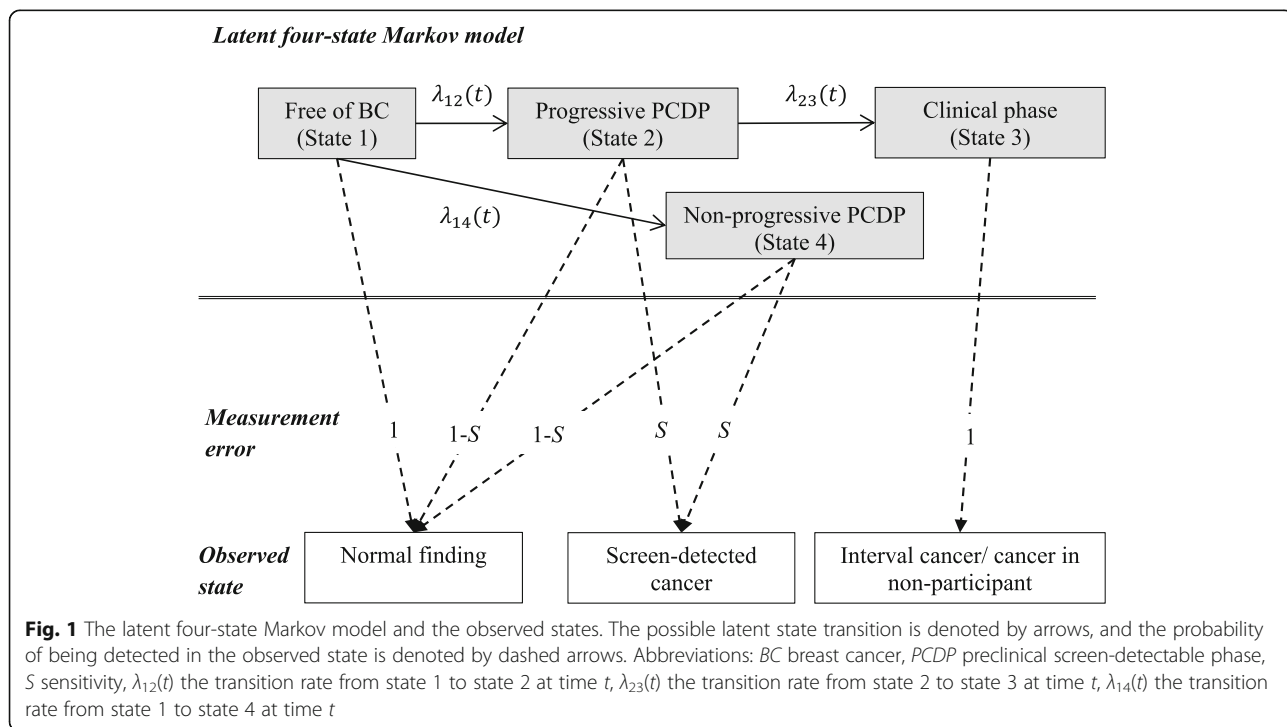 Latent four-state Markov model
λ₁₂(t)
λ₂₃(t)
Free of BC
(State 1)
Progressive PCDP
(State 2)
Clinical phase
(State 3)
λ₁₄(t)
Non-progressive PCDP
(State 4)
Measurement
error
1
1-S
1-S
S
S
1
Observed
state
Normal finding
Screen-detected
cancer
Interval cancer/ cancer in
non-participant
Fig. 1 The latent four-state Markov model and the observed states. The possible latent state transition is denoted by arrows, and the probability
of being detected in the observed state is denoted by dashed arrows. Abbreviations: BC breast cancer, PCDP preclinical screen-detectable phase,
S sensitivity, λ₁₂(t) the transition rate from state 1 to state 2 at time t, λ₂₃(t) the transition rate from state 2 to state 3 at time t, λ₁₄(t) the transition
rate from state 1 to state 4 at time t